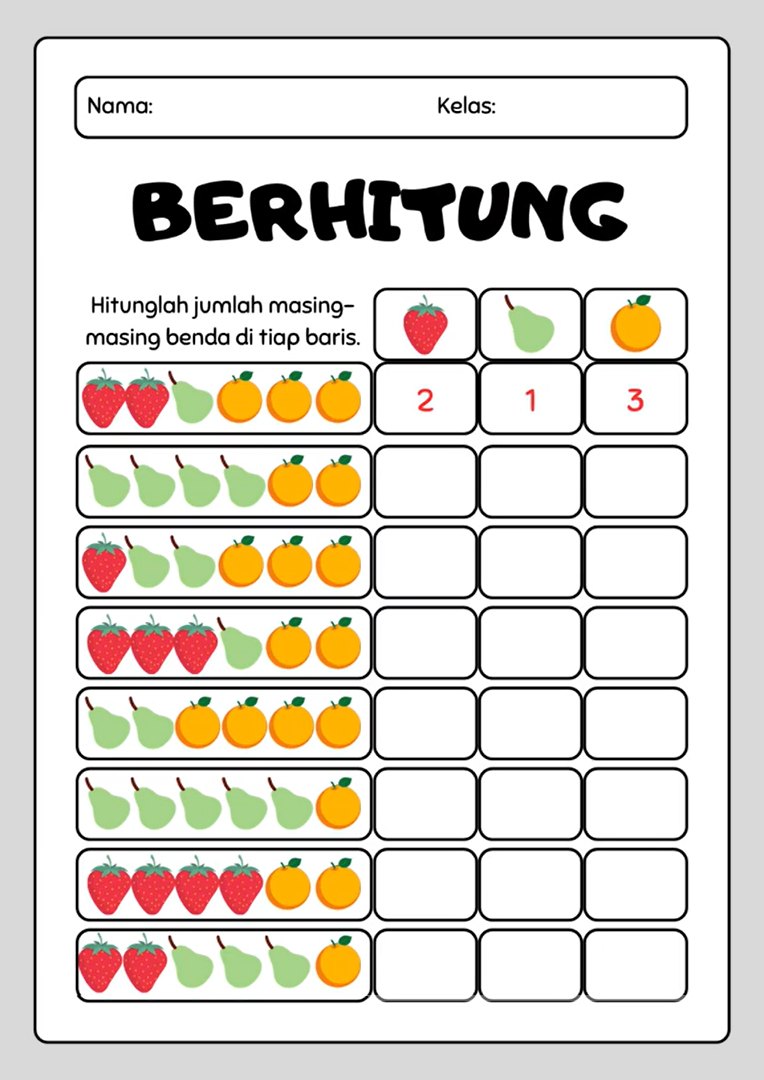 Nama: Kelas:
BERHITUNG
Hitunglah jumlah masing-
masing benda di tiap baris.
2 1 3